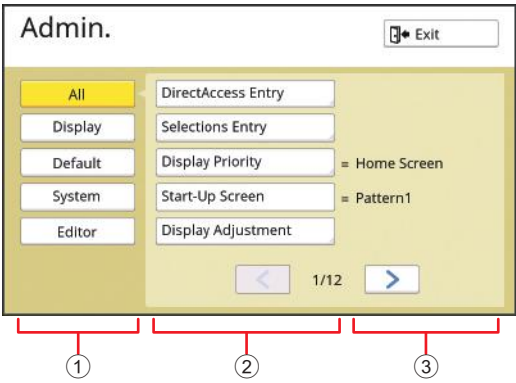 Admin.
Exit
All
DirectAccess Entry
Display
Selections Entry
Default
Display Priority = Home Screen
System
Start-Up Screen = Pattern1
Editor
Display Adjustment
< 1/12 >
① ② ③